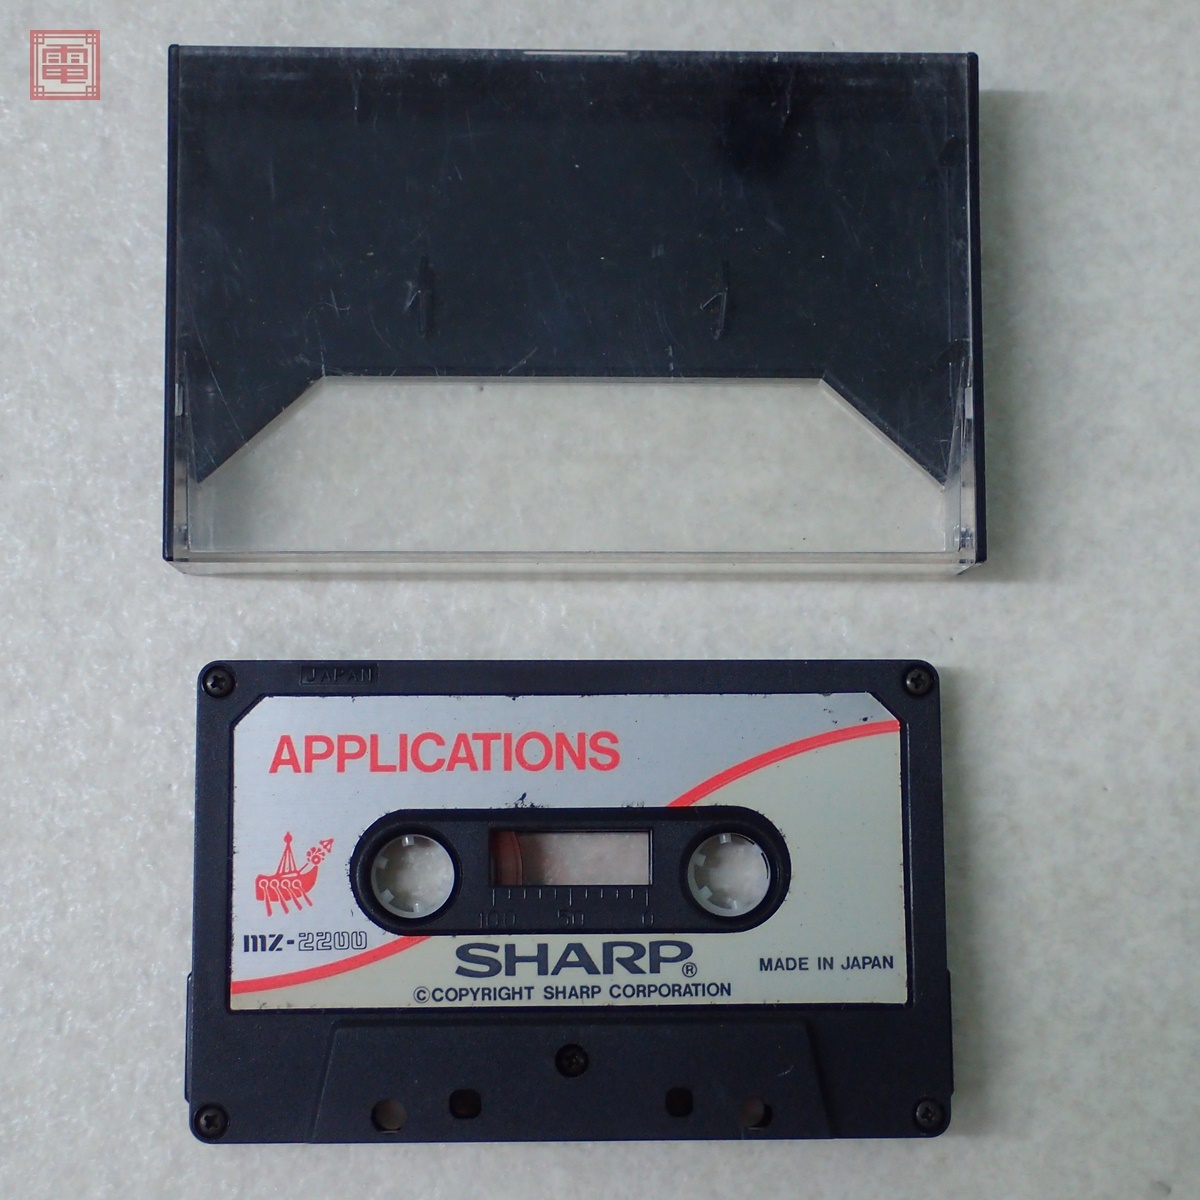 電
JAPAN
APPLICATIONS
mz-2200
100 50 0
SHARP®
©COPYRIGHT SHARP CORPORATION
MADE IN JAPAN